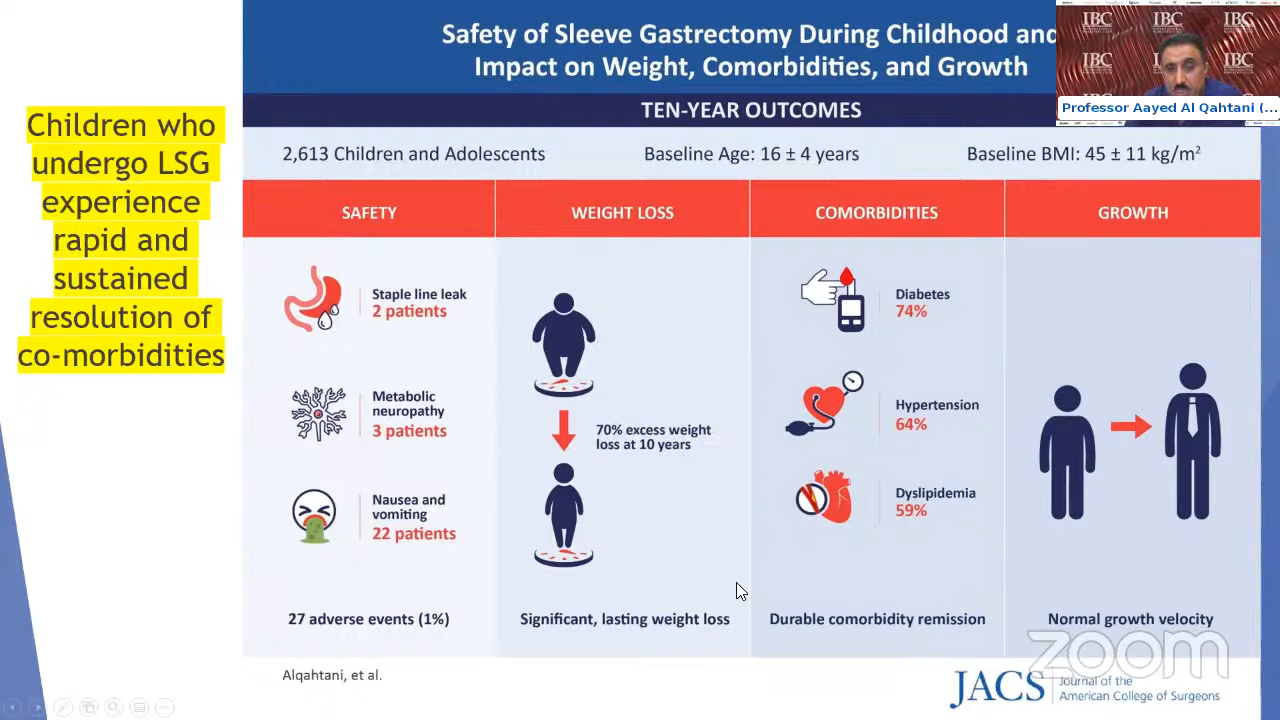 Children who
undergo LSG
experience
rapid and
sustained
resolution of
co-morbidities
Safety of Sleeve Gastrectomy During Childhood and
Impact on Weight, Comorbidities, and Growth
IBC IBC IBC
IBC
Professor Aayed Al Qahtani (...
TEN-YEAR OUTCOMES
2,613 Children and Adolescents
Baseline Age: 16 ± 4 years
Baseline BMI: 45 ± 11 kg/m²
SAFETY
Staple line leak
2 patients
Metabolic
neuropathy
3 patients
Nausea and
vomiting
22 patients
27 adverse events (1%)
WEIGHT LOSS
70% excess weight
loss at 10 years
Significant, lasting weight loss
COMORBIDITIES
Diabetes
74%
Hypertension
64%
Dyslipidemia
59%
Durable comorbidity remission
GROWTH
Normal growth velocity
zoom
Alqahtani, et al.
JACS
Journal of the
American College of Surgeons